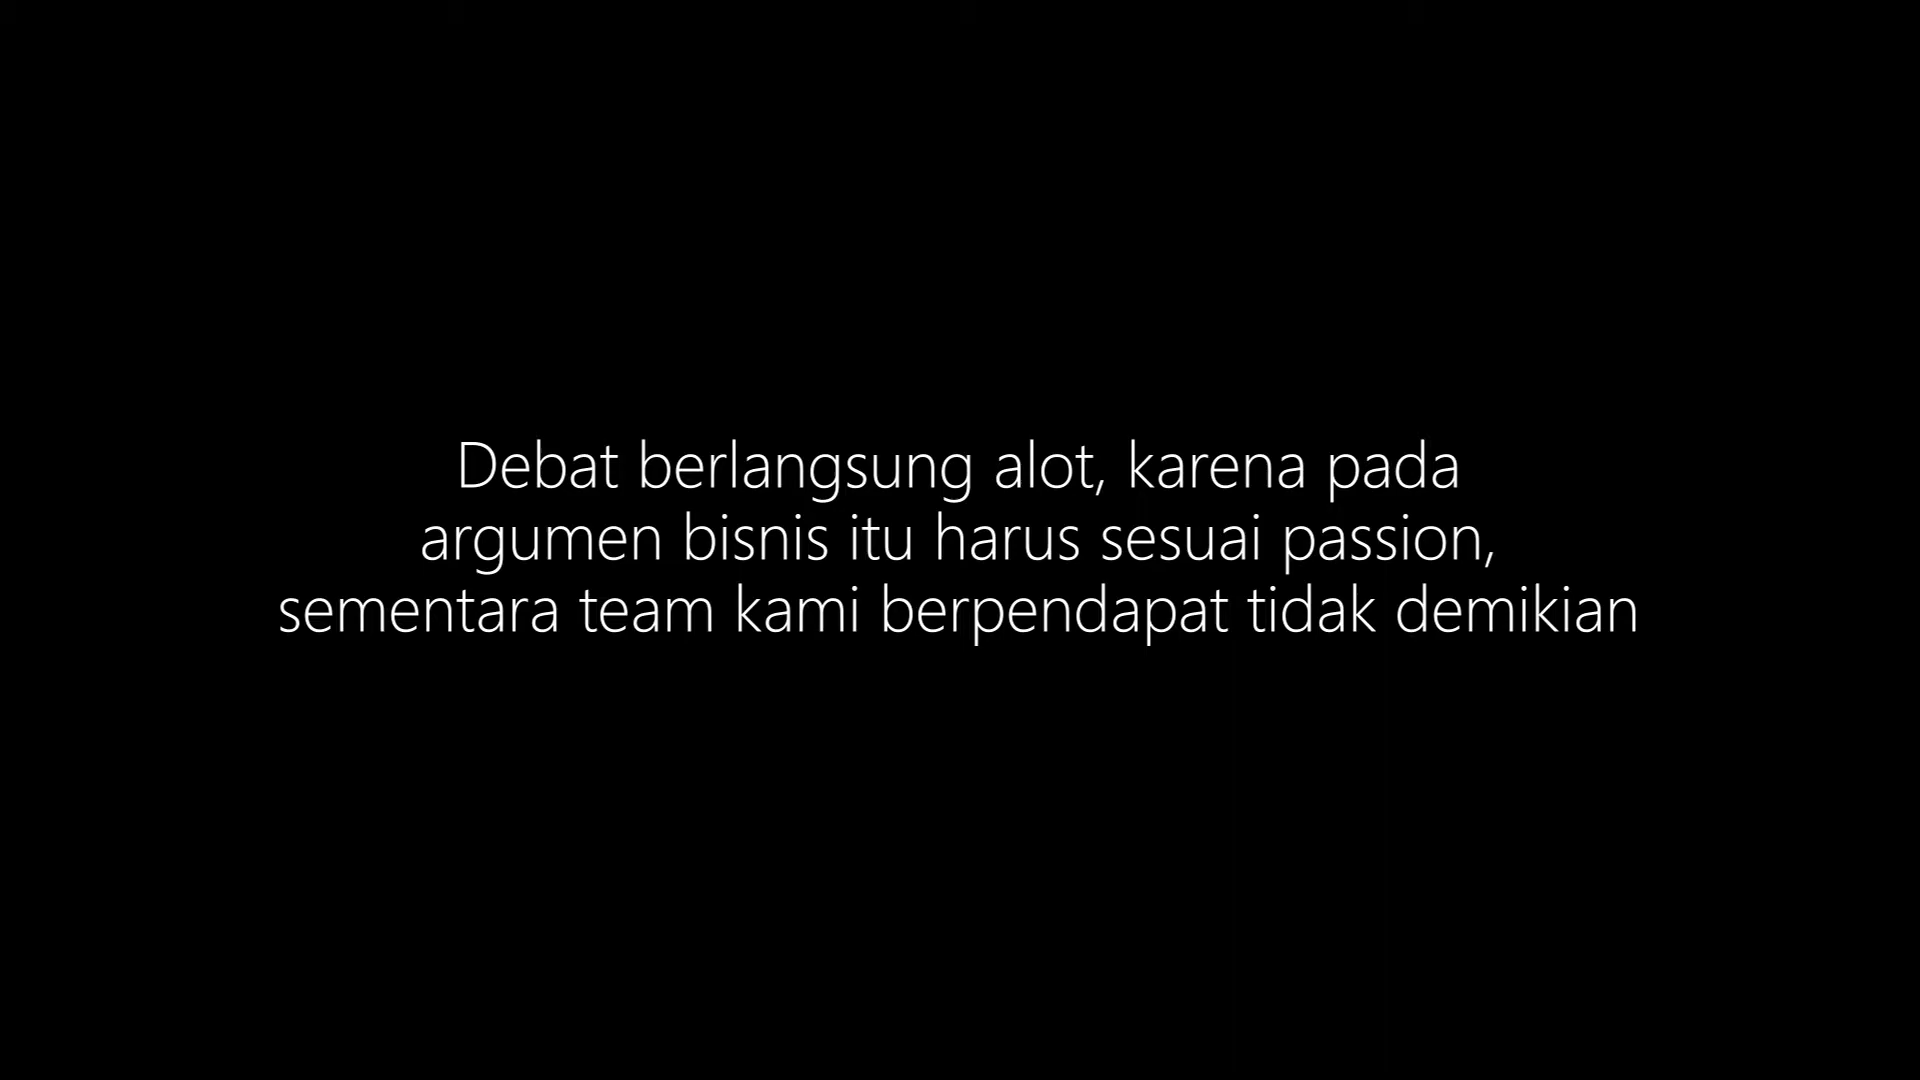 Debat berlangsung alot, karena pada
argumen bisnis itu harus sesuai passion,
sementara team kami berpendapat tidak demikian